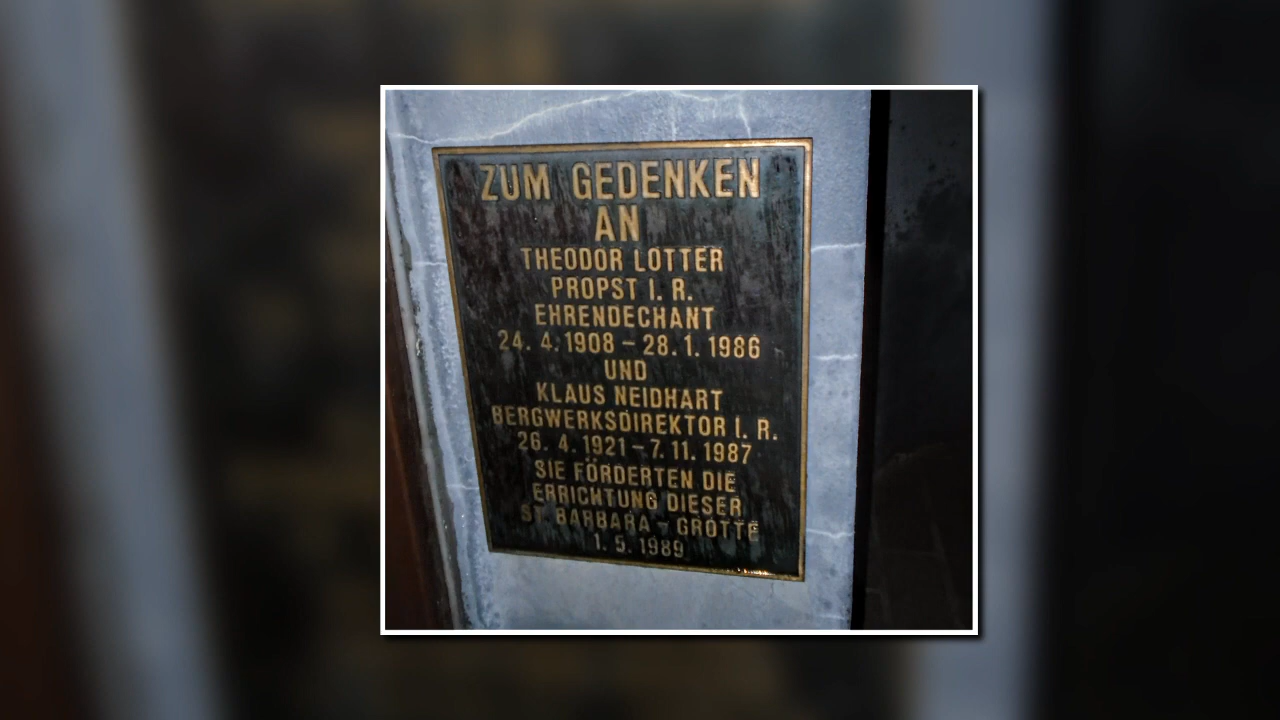 ZUM GEDENKEN
AN
THEODOR LOTTER
PROPST I. R.
EHRENDECHANT
24. 4. 1908 – 28. 1. 1986
UND
KLAUS NEIDHART
BERGWERKSDIREKTOR I. R.
26. 4. 1921 – 7. 11. 1987
SIE FÖRDERTEN DIE
ERRICHTUNG DIESER
ST. BARBARA – GROTTE
1. 5. 1989